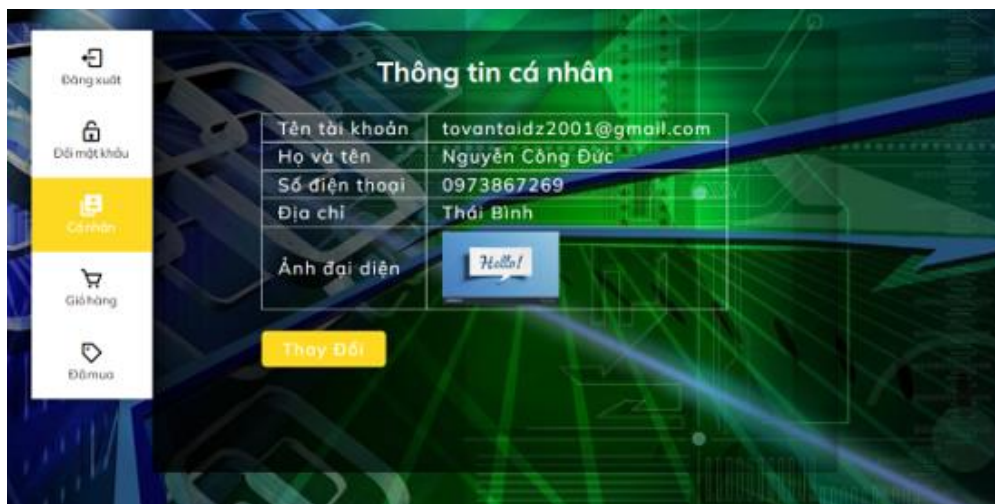 Đăng xuất
Đổi mật khẩu
Cá nhân
Giỏ hàng
Đã mua
Thông tin cá nhân
Tên tài khoản tovantaidz2001@gmail.com
Họ và tên Nguyễn Công Đức
Số điện thoại 0973867269
Địa chỉ Thái Bình
Ảnh đại diện Hello!
Thay Đổi